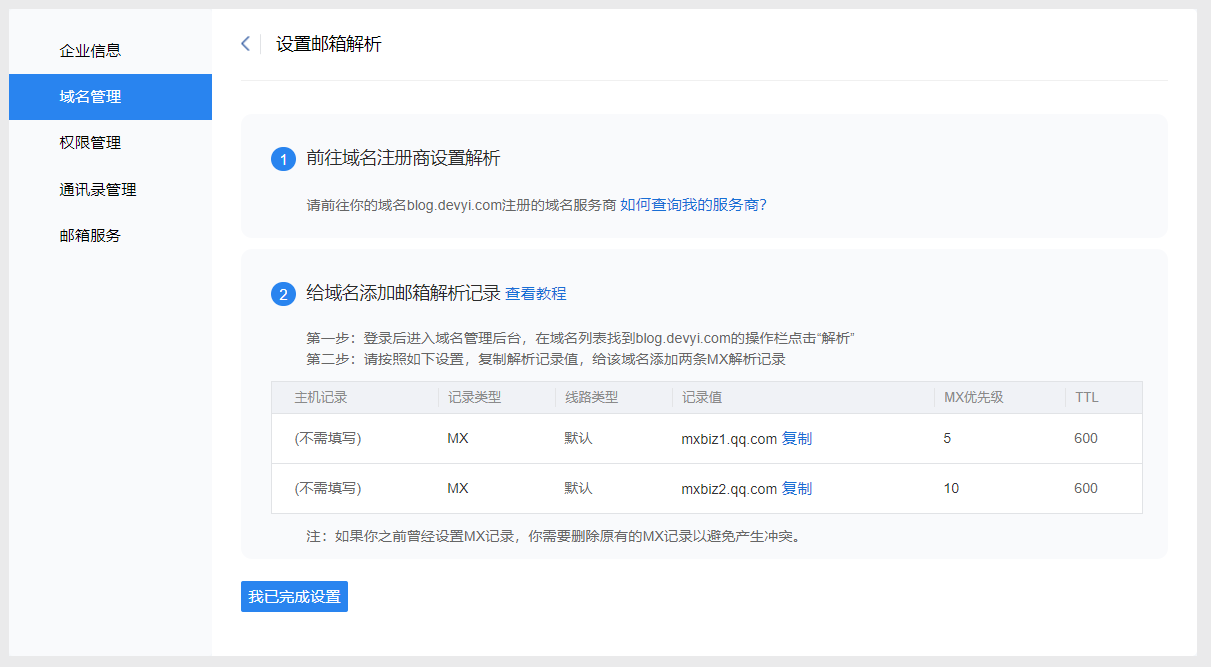 企业信息
域名管理
权限管理
通讯录管理
邮箱服务
设置邮箱解析
1 前往域名注册商设置解析
请前往你的域名blog.devyi.com注册的域名服务商 如何查询我的服务商?
2 给域名添加邮箱解析记录 查看教程
第一步：登录后进入域名管理后台，在域名列表找到blog.devyi.com的操作栏点击“解析”
第二步：请按照如下设置，复制解析记录值，给该域名添加两条MX解析记录
主机记录 记录类型 线路类型 记录值 MX优先级 TTL
(不需填写) MX 默认 mxbiz1.qq.com 复制 5 600
(不需填写) MX 默认 mxbiz2.qq.com 复制 10 600
注：如果你之前曾经设置MX记录，你需要删除原有的MX记录以避免产生冲突。
我已完成设置